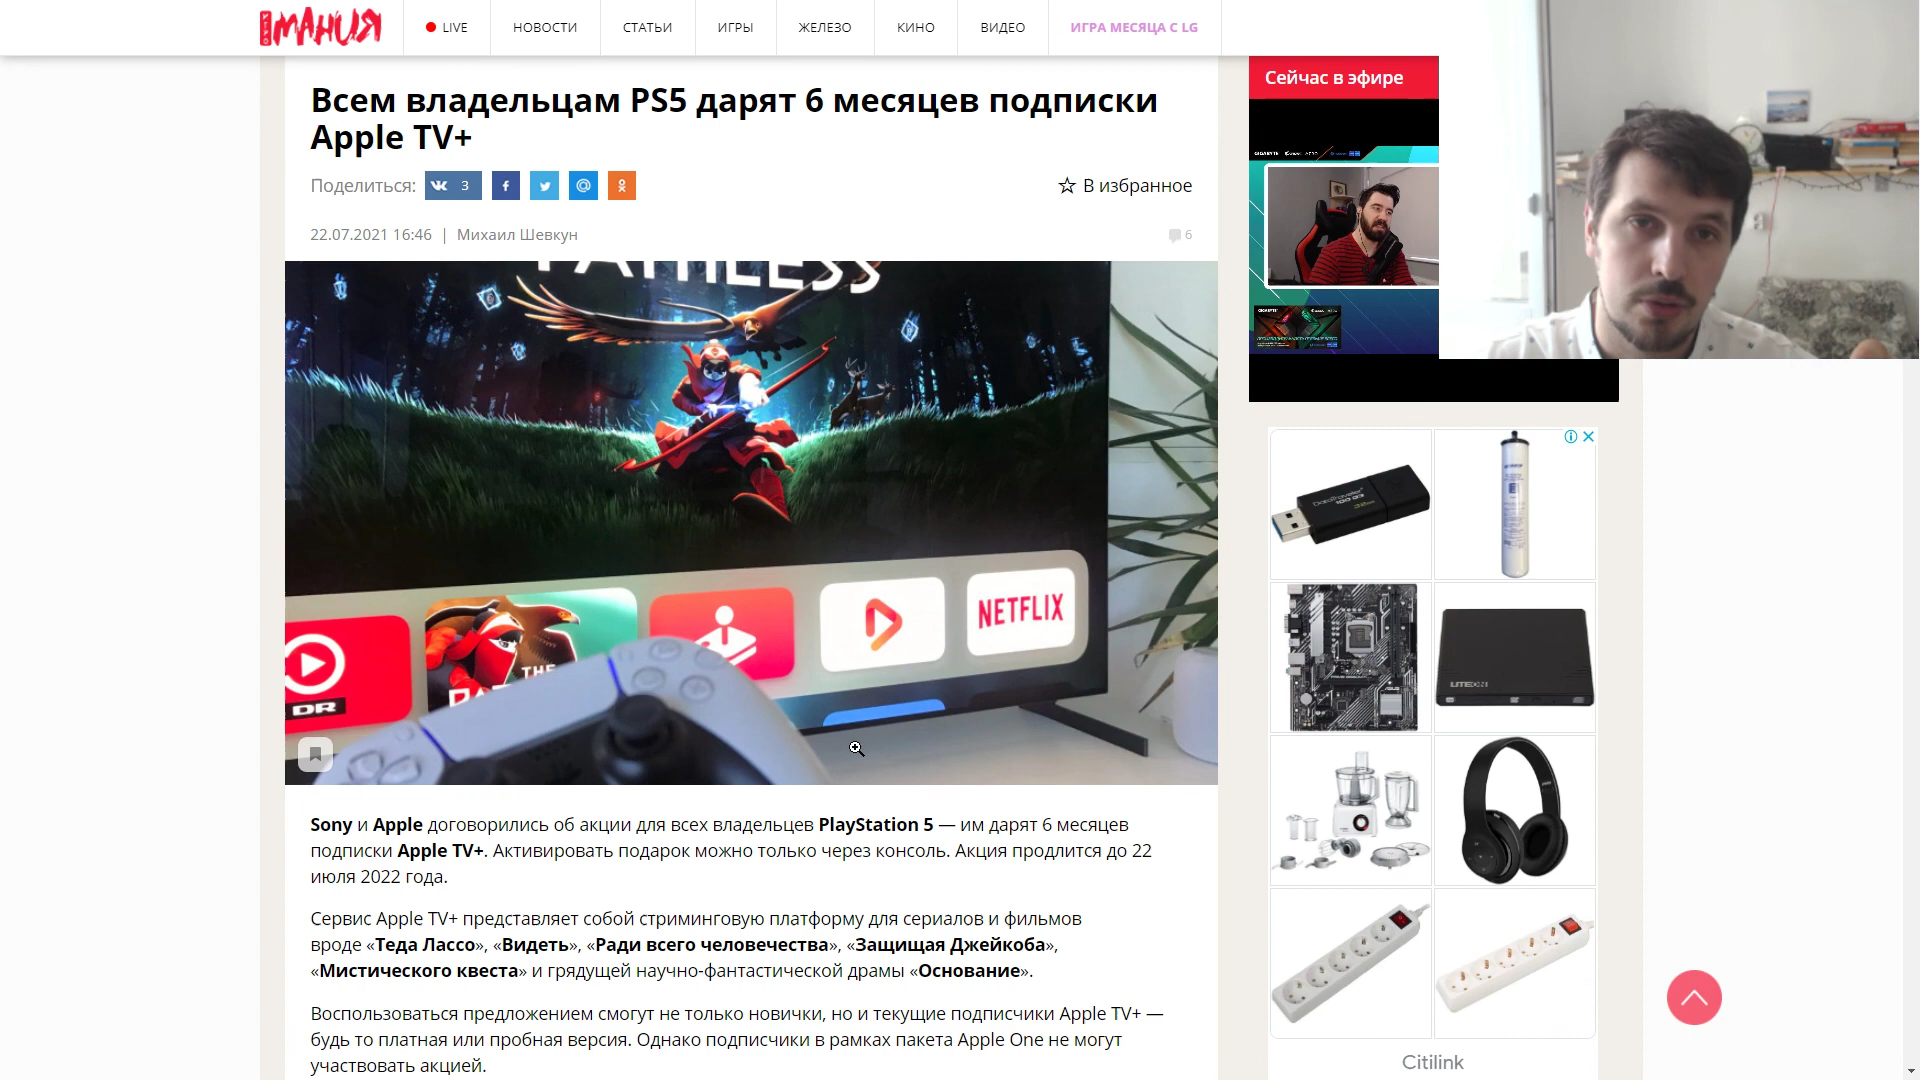 ИГРО МАНИЯ
LIVE
НОВОСТИ
СТАТЬИ
ИГРЫ
ЖЕЛЕЗО
КИНО
ВИДЕО
ИГРА МЕСЯЦА С LG
Всем владельцам PS5 дарят 6 месяцев подписки
Apple TV+
Поделиться:
3
В избранное
22.07.2021 16:46 | Михаил Шевкун
6
NETFLIX
THE
DR
Sony и Apple договорились об акции для всех владельцев PlayStation 5 — им дарят 6 месяцев
подписки Apple TV+. Активировать подарок можно только через консоль. Акция продлится до 22
июля 2022 года.
Сервис Apple TV+ представляет собой стриминговую платформу для сериалов и фильмов
вроде «Теда Лассо», «Видеть», «Ради всего человечества», «Защищая Джейкоба»,
«Мистического квеста» и грядущей научно-фантастической драмы «Основание».
Воспользоваться предложением смогут не только новички, но и текущие подписчики Apple TV+ —
будь то платная или пробная версия. Однако подписчики в рамках пакета Apple One не могут
участвовать акцией.
Сейчас в эфире
GIGABYTE
DataTraveler
LITEON
Citilink